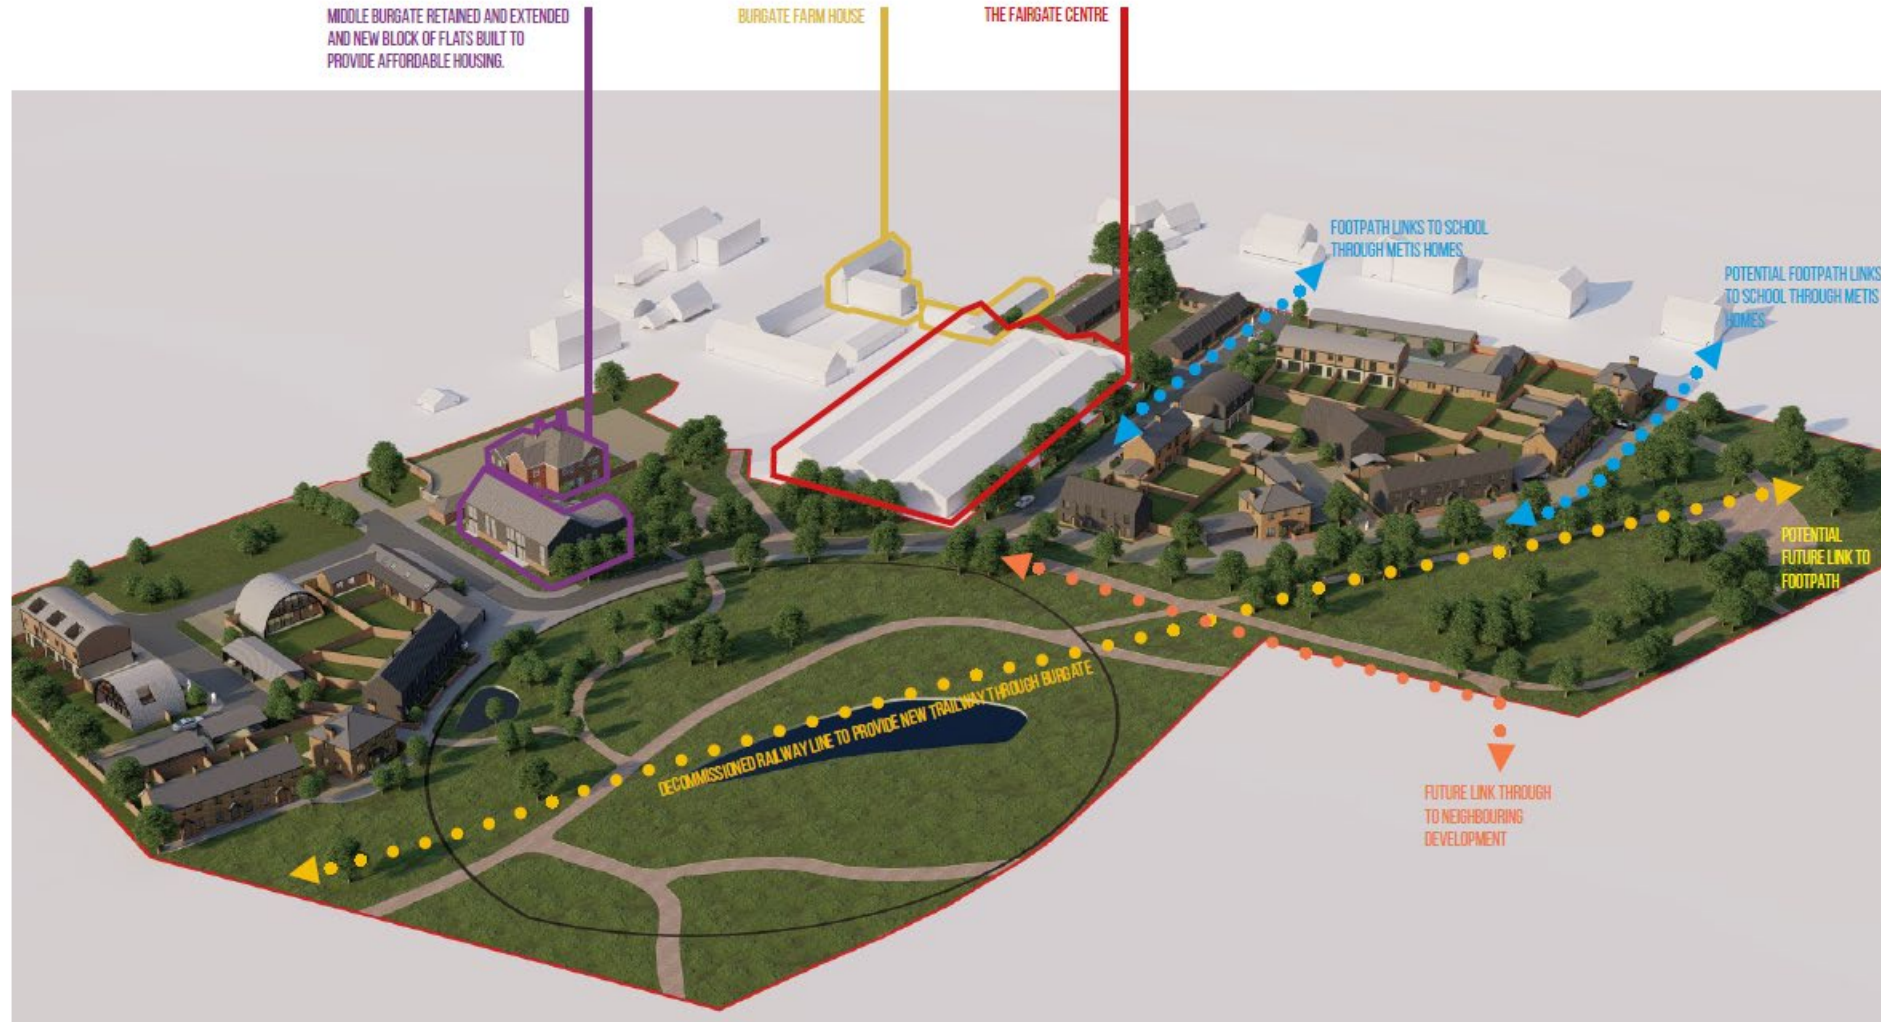 MIDDLE BURGATE RETAINED AND EXTENDED
AND NEW BLOCK OF FLATS BUILT TO
PROVIDE AFFORDABLE HOUSING.
BURGATE FARM HOUSE
THE FAIRGATE CENTRE
FOOTPATH LINKS TO SCHOOL
THROUGH METIS HOMES
POTENTIAL FOOTPATH LINKS
TO SCHOOL THROUGH METIS
HOMES
POTENTIAL
FUTURE LINK TO
FOOTPATH
DECOMMISSIONED RAILWAY LINE TO PROVIDE NEW TRAILWAY THROUGH BURGATE
FUTURE LINK THROUGH
TO NEIGHBOURING
DEVELOPMENT